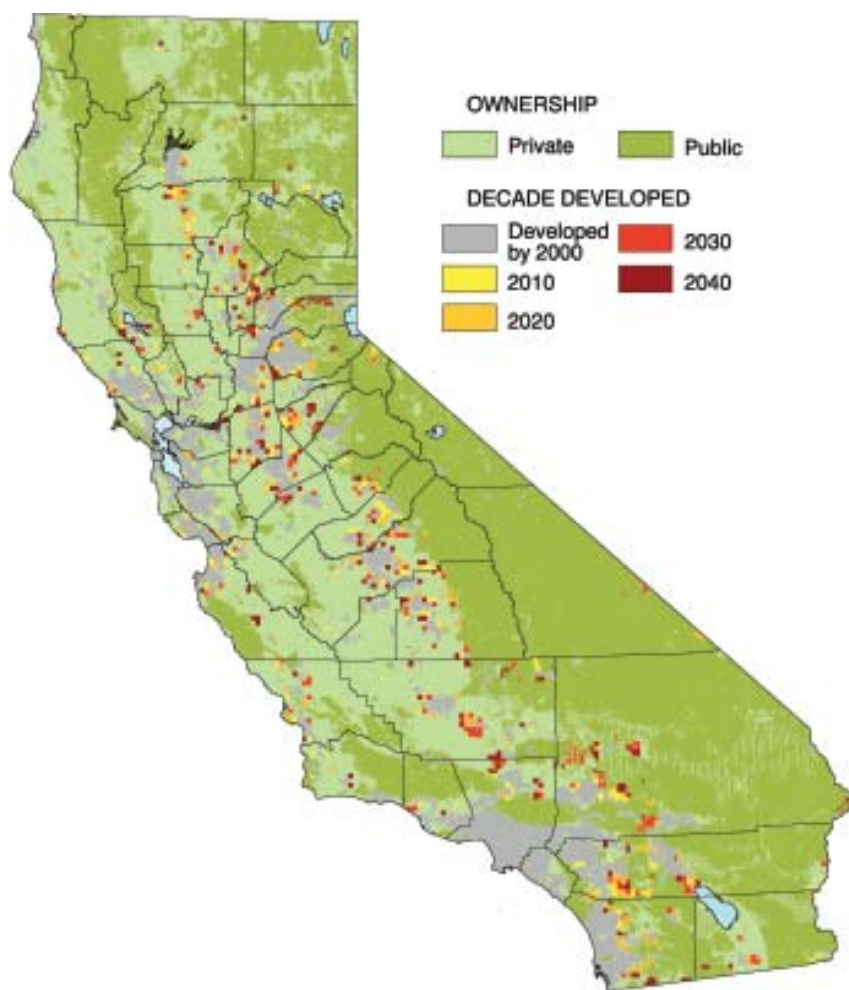 OWNERSHIP
Private
Public
DECADE DEVELOPED
Developed
by 2000
2030
2010
2040
2020